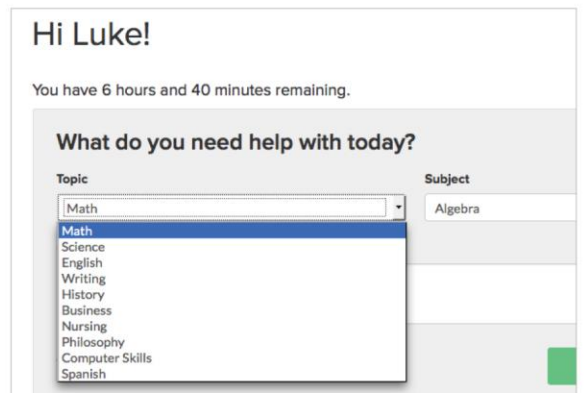 Hi Luke!
You have 6 hours and 40 minutes remaining.
What do you need help with today?
Topic Subject
Math Algebra
Math
Science
English
Writing
History
Business
Nursing
Philosophy
Computer Skills
Spanish